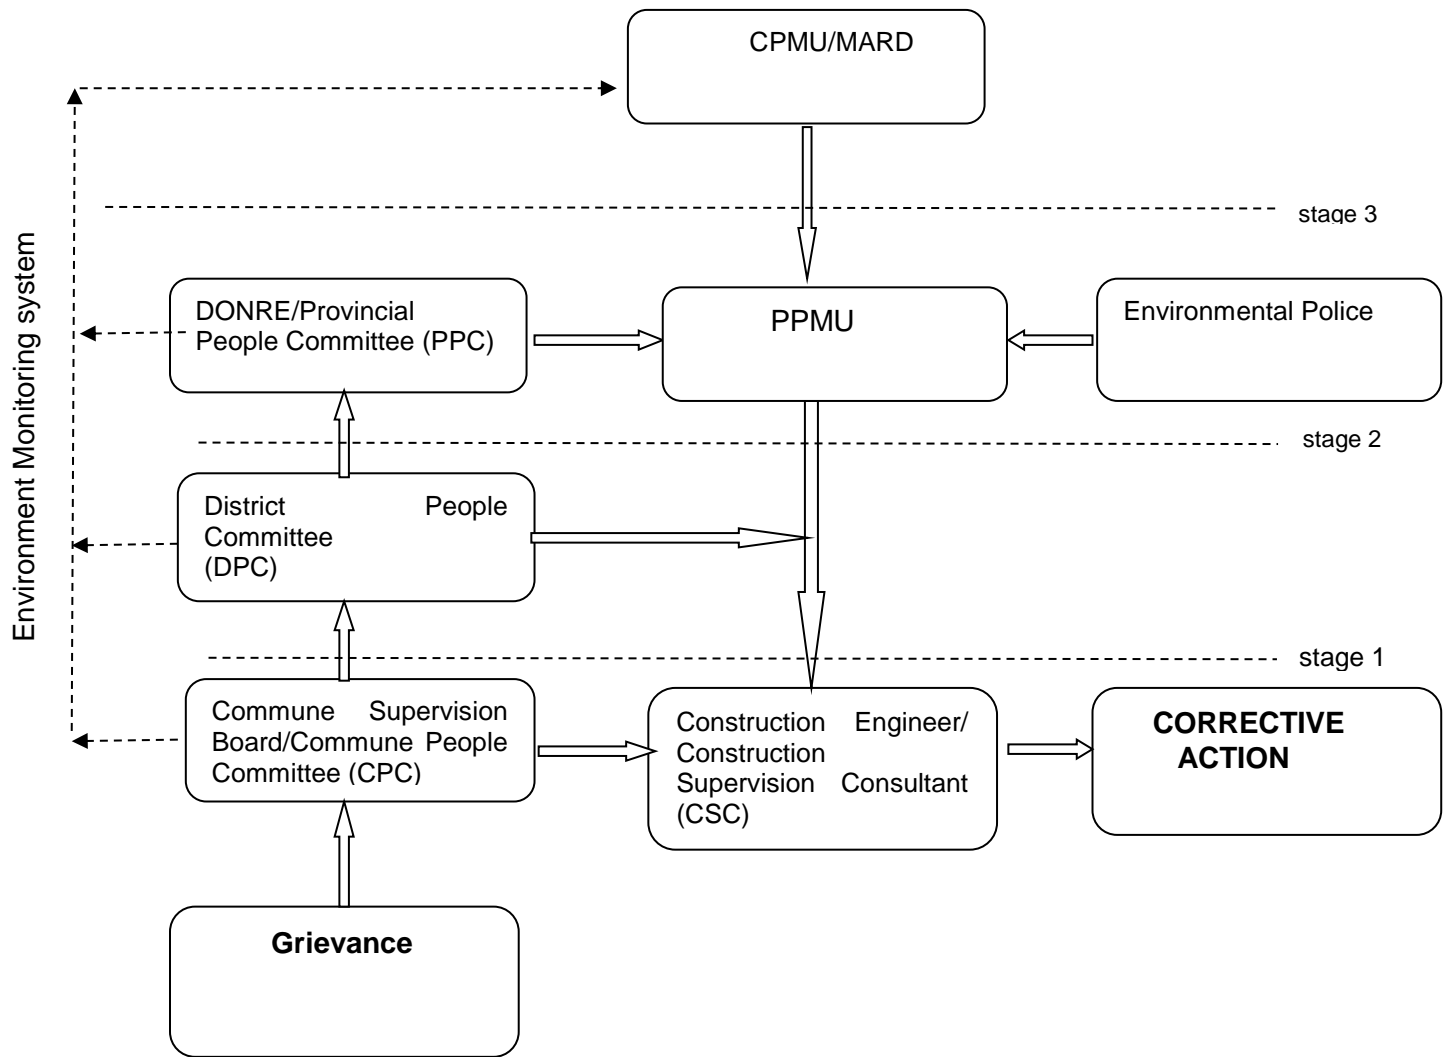 CPMU/MARD
stage 3
Environment Monitoring system
DONRE/Provincial
People Committee (PPC)
PPMU
Environmental Police
stage 2
District People
Committee
(DPC)
stage 1
Commune Supervision
Board/Commune People
Committee (CPC)
Construction Engineer/
Construction
Supervision Consultant
(CSC)
CORRECTIVE
ACTION
Grievance